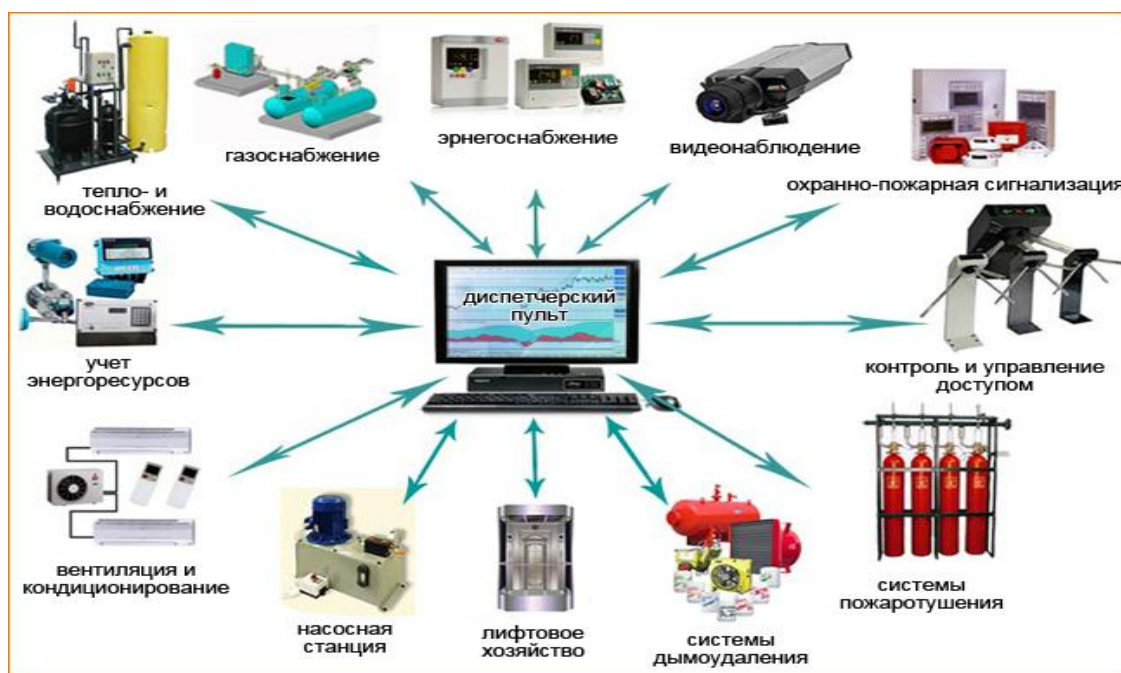 газоснабжение
эрнегоснабжение
видеонаблюдение
охранно-пожарная сигнализация
тепло- и
водоснабжение
диспетчерский
пульт
учет
энергоресурсов
контроль и управление
доступом
вентиляция и
кондиционирование
насосная
станция
лифтовое
хозяйство
системы
дымоудаления
системы
пожаротушения